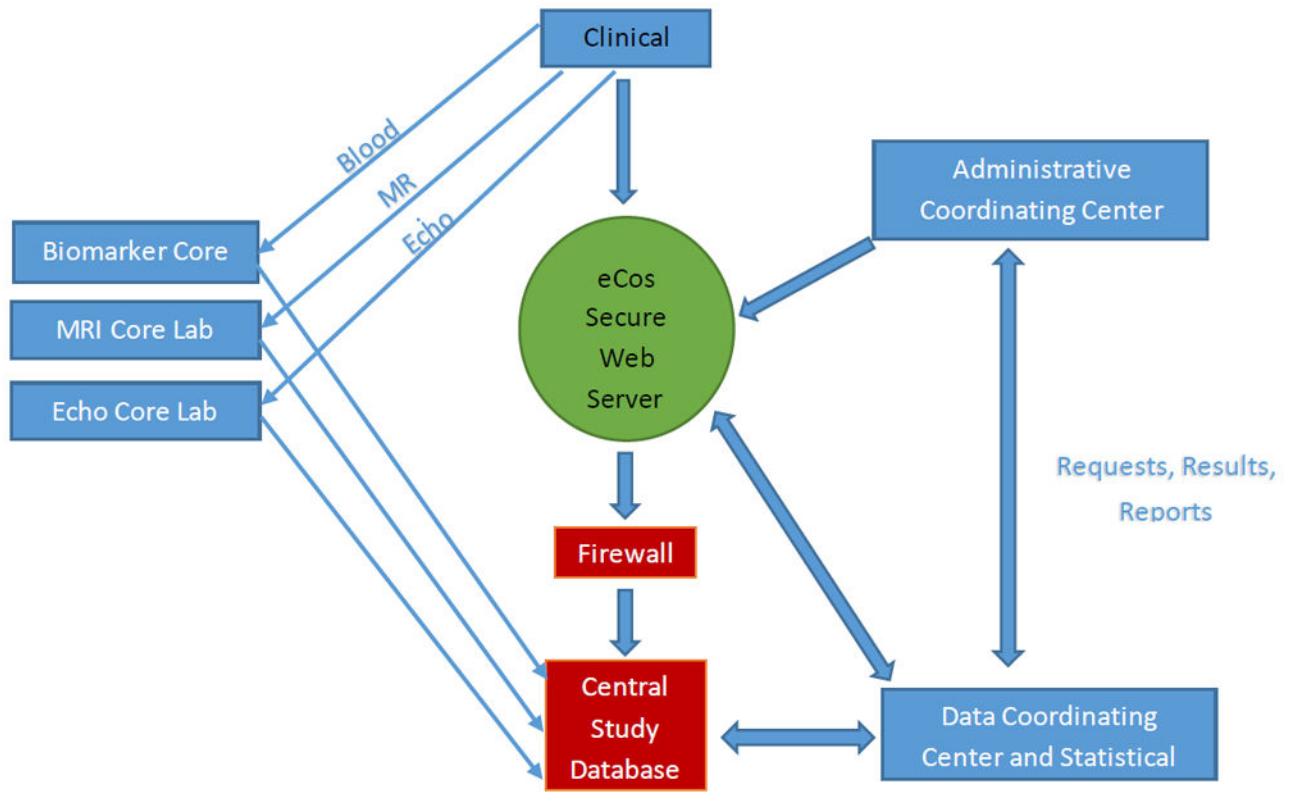 Clinical
Blood
MR
Echo
Administrative
Coordinating Center
Biomarker Core
MRI Core Lab
Echo Core Lab
eCos
Secure
Web
Server
Requests, Results,
Reports
Firewall
Central
Study
Database
Data Coordinating
Center and Statistical